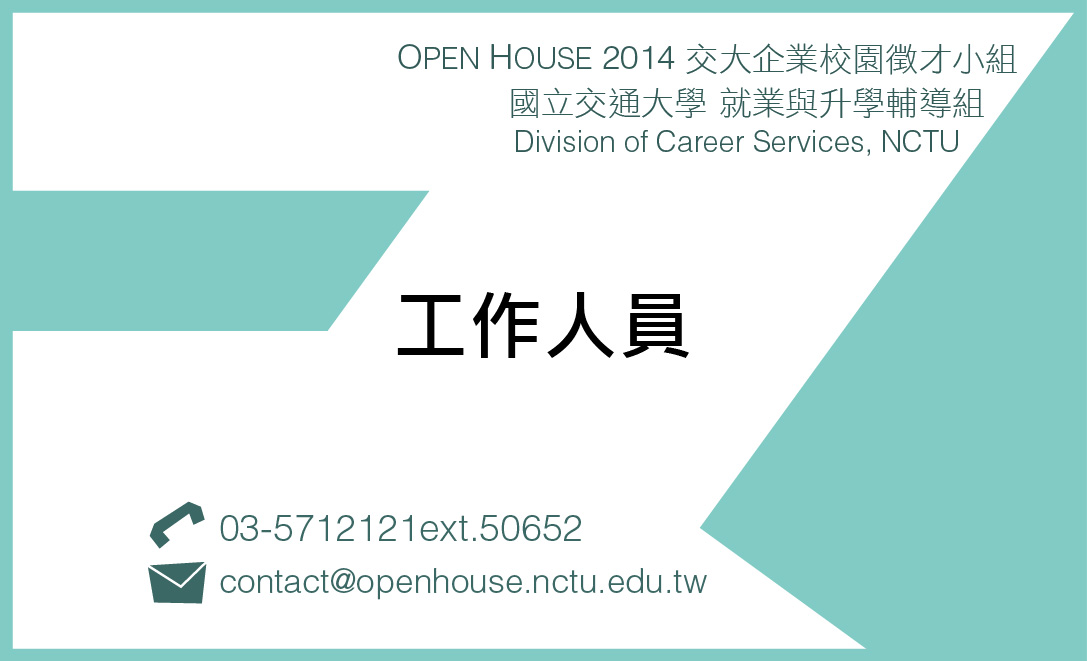 OPEN HOUSE 2014 交大企業校園徵才小組
國立交通大學 就業與升學輔導組
Division of Career Services, NCTU
工作人員
03-5712121ext.50652
contact@openhouse.nctu.edu.tw